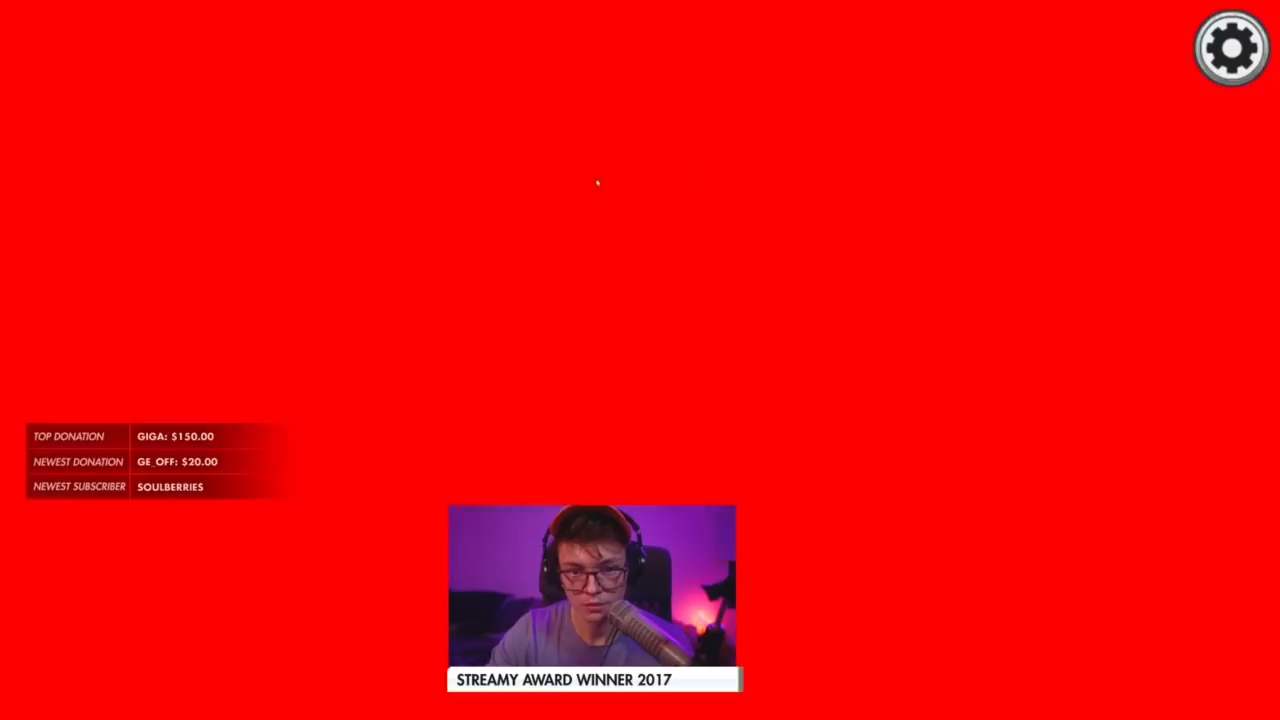 TOP DONATION GIGA: $150.00
NEWEST DONATION GE_OFF: $20.00
NEWEST SUBSCRIBER SOULBERRIES
STREAMY AWARD WINNER 2017